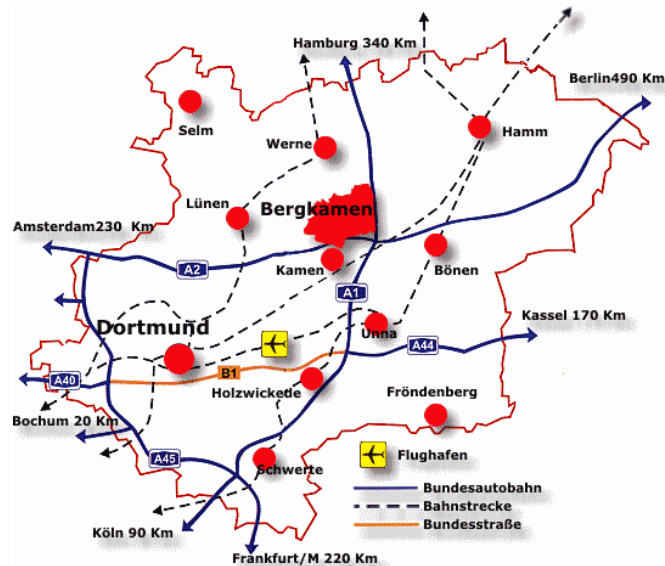 Hamburg 340 Km
Berlin490 Km
Selm
Werne
Hamm
Lünen
Bergkamen
Amsterdam230 Km
A2
Kamen
Bönen
A1
Dortmund
Unna
Kassel 170 Km
A44
A40
B1
Holzwickede
Fröndenberg
Bochum 20 Km
A45
Schwerte
Flughafen
Bundesautobahn
Bahnstrecke
Bundesstraße
Köln 90 Km
Frankfurt/M 220 Km